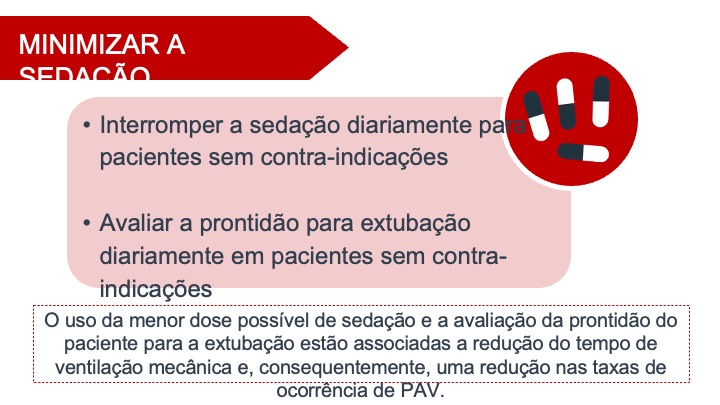 MINIMIZAR A
SEDAÇÃO
• Interromper a sedação diariamente para
pacientes sem contra-indicações
• Avaliar a prontidão para extubação
diariamente em pacientes sem contra-
indicações
O uso da menor dose possível de sedação e a avaliação da prontidão do
paciente para a extubação estão associadas a redução do tempo de
ventilação mecânica e, consequentemente, uma redução nas taxas de
ocorrência de PAV.